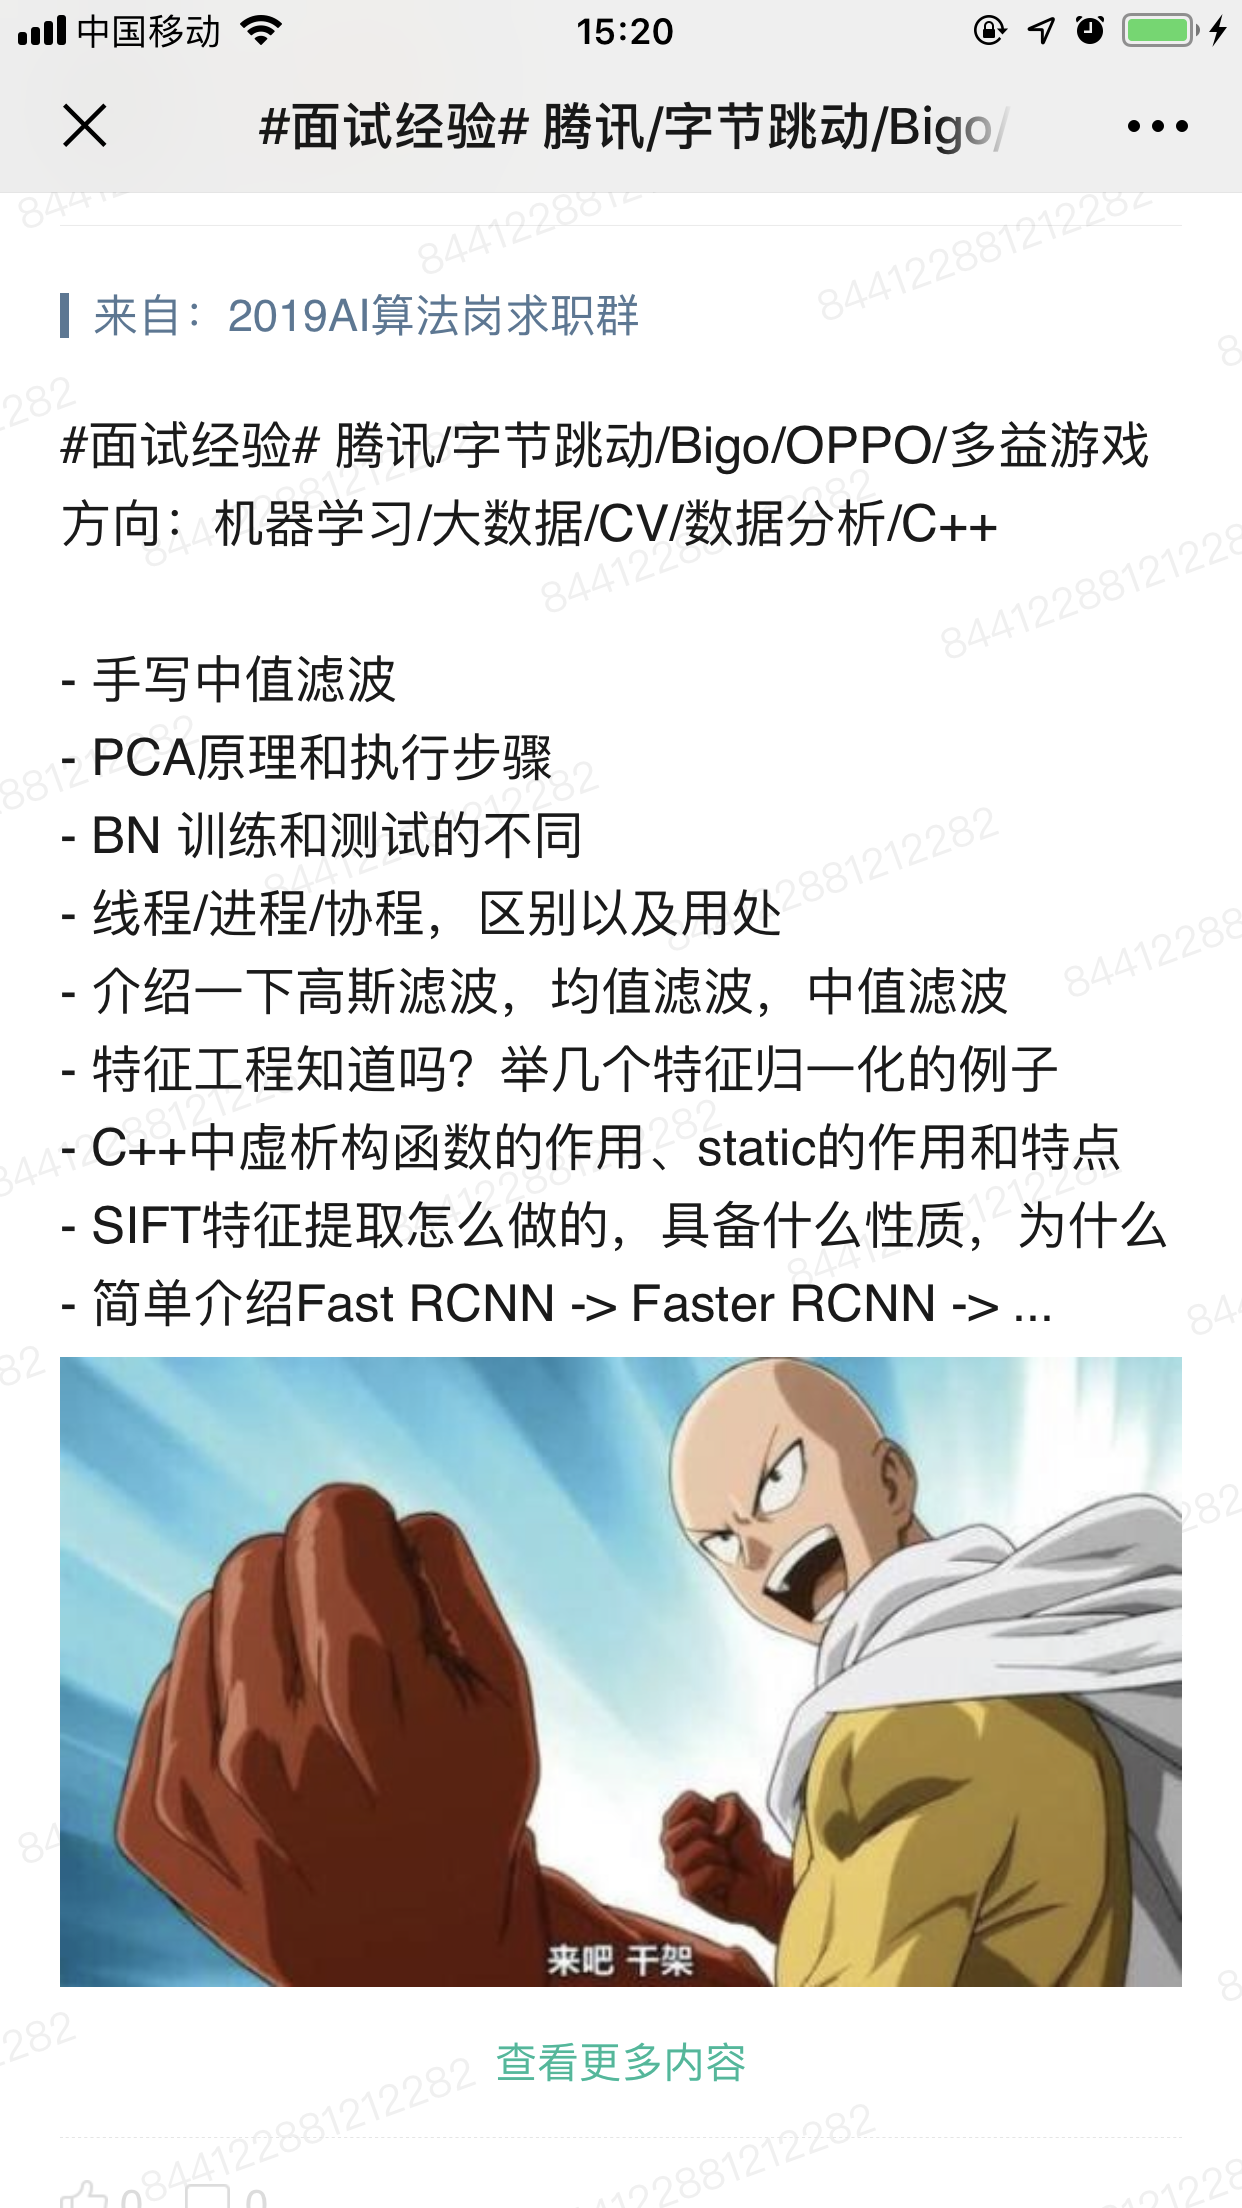 中国移动 15:20
#面试经验# 腾讯/字节跳动/Bigo/
来自：2019AI算法岗求职群
#面试经验# 腾讯/字节跳动/Bigo/OPPO/多益游戏
方向：机器学习/大数据/CV/数据分析/C++
- 手写中值滤波
- PCA原理和执行步骤
- BN 训练和测试的不同
- 线程/进程/协程，区别以及用处
- 介绍一下高斯滤波，均值滤波，中值滤波
- 特征工程知道吗？举几个特征归一化的例子
- C++中虚析构函数的作用、static的作用和特点
- SIFT特征提取怎么做的，具备什么性质，为什么
- 简单介绍Fast RCNN -> Faster RCNN -> ...
来吧 干架
查看更多内容
0 0
844122881212282